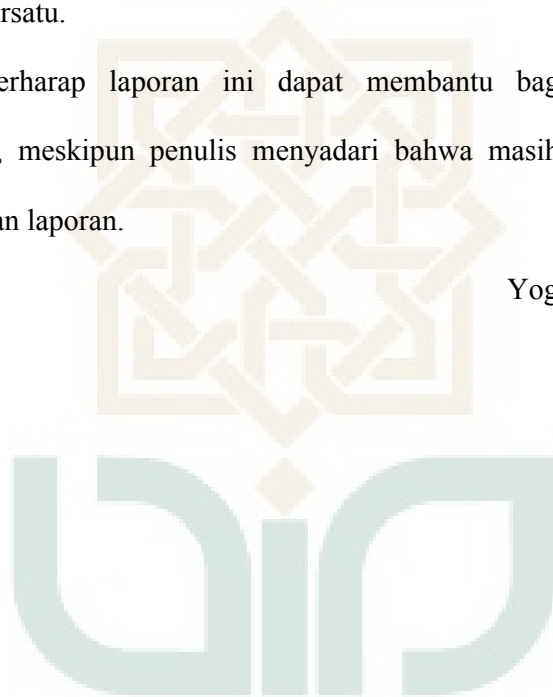 rsatu.
erharap laporan ini dapat membantu bag
, meskipun penulis menyadari bahwa masih
an laporan.
Yog